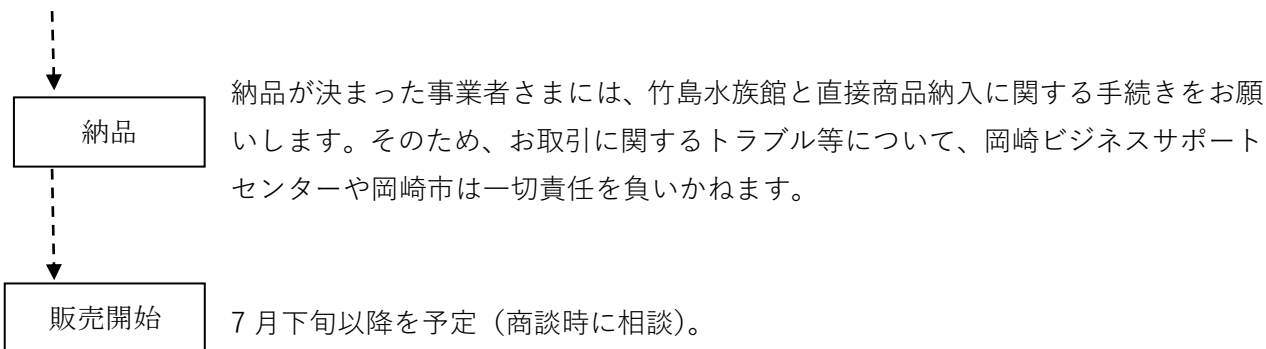 納品
納品が決まった事業者さまには、竹島水族館と直接商品納入に関する手続きをお願
いします。そのため、お取引に関するトラブル等について、岡崎ビジネスサポート
センターや岡崎市は一切責任を負いかねます。
販売開始
7 月下旬以降を予定（商談時に相談）。